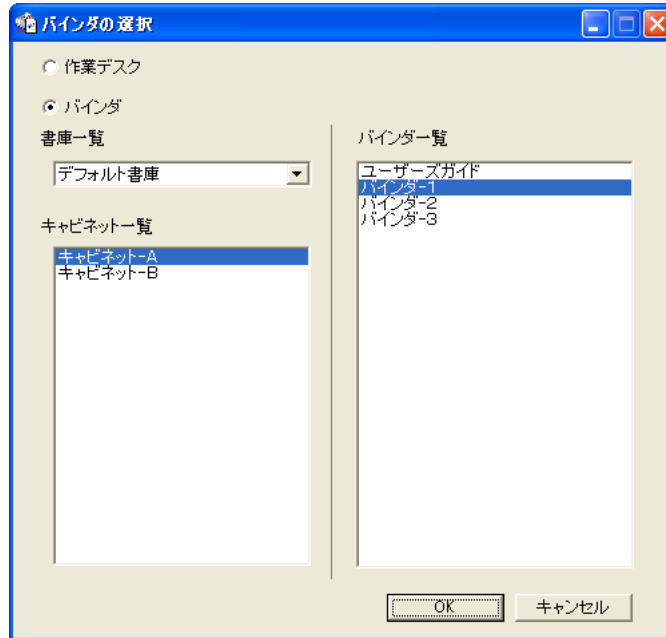 バインダの選択
作業デスク
バインダ
書庫一覧
デフォルト書庫
キャビネット一覧
キャビネット-A
キャビネット-B
バインダ一覧
ユーザーズガイド
バインダ-1
バインダ-2
バインダ-3
OK
キャンセル